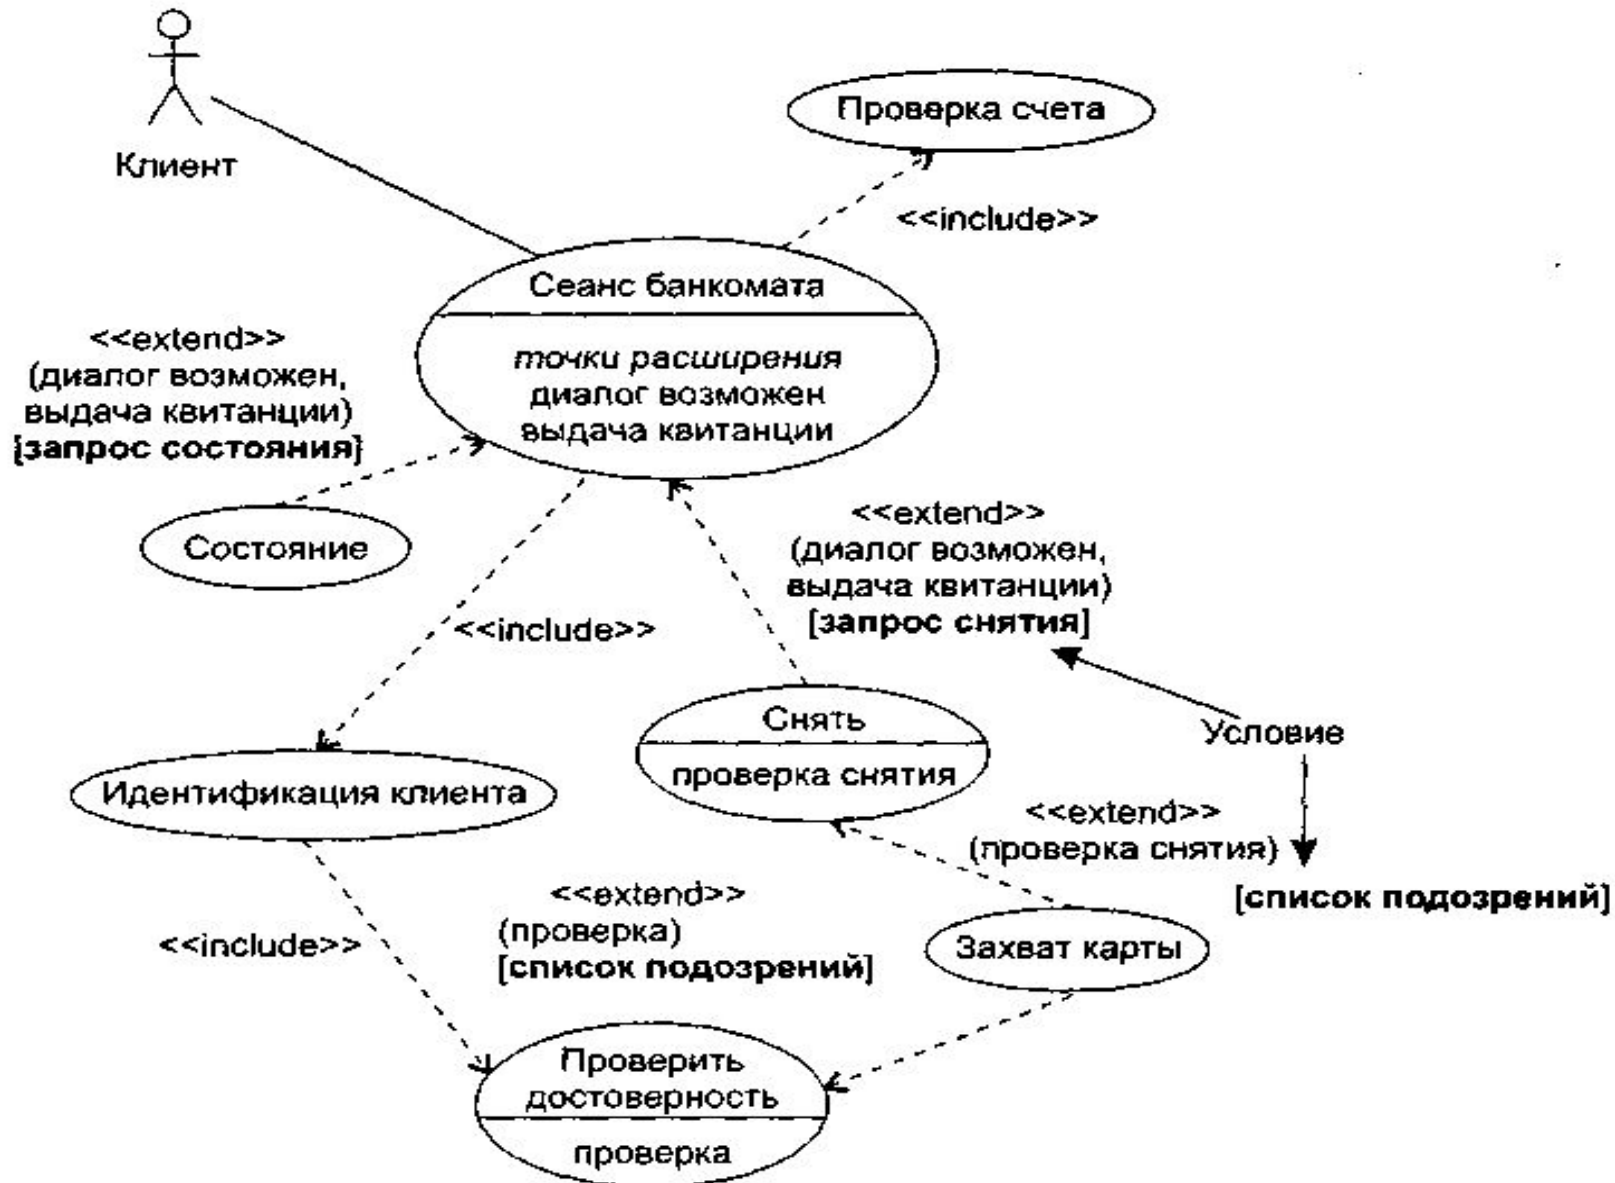 Клиент
Проверка счета
<<include>>
Сеанс банкомата
точки расширения
диалог возможен
выдача квитанции
<<extend>>
(диалог возможен,
выдача квитанции)
[запрос состояния]
Состояние
<<include>>
<<extend>>
(диалог возможен,
выдача квитанции)
[запрос снятия]
Снять
проверка снятия
Условие
Идентификация клиента
<<extend>>
(проверка снятия)
[список подозрений]
<<include>>
<<extend>>
(проверка)
[список подозрений]
Захват карты
Проверить
достоверность
проверка